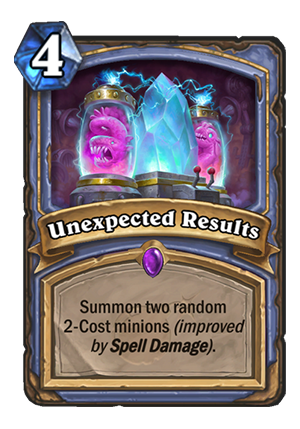 4
Unexpected Results
Summon two random
2-Cost minions (improved
by Spell Damage).